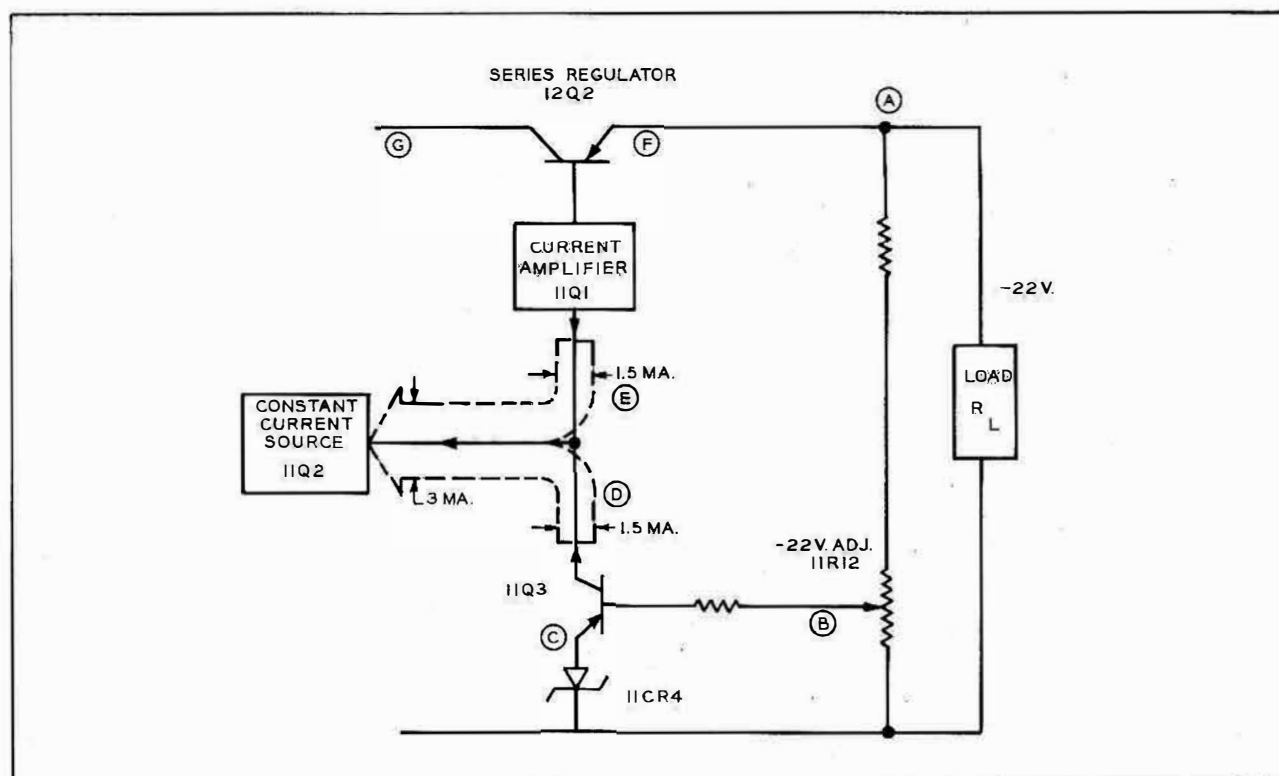 SERIES REGULATOR
12Q2
A
G
F
CURRENT
AMPLIFIER
11Q1
-22V.
1.5 MA.
E
LOAD
R L
CONSTANT
CURRENT
SOURCE
11Q2
D
3 MA.
1.5 MA.
-22V. ADJ.
11R12
11Q3
B
C
11CR4